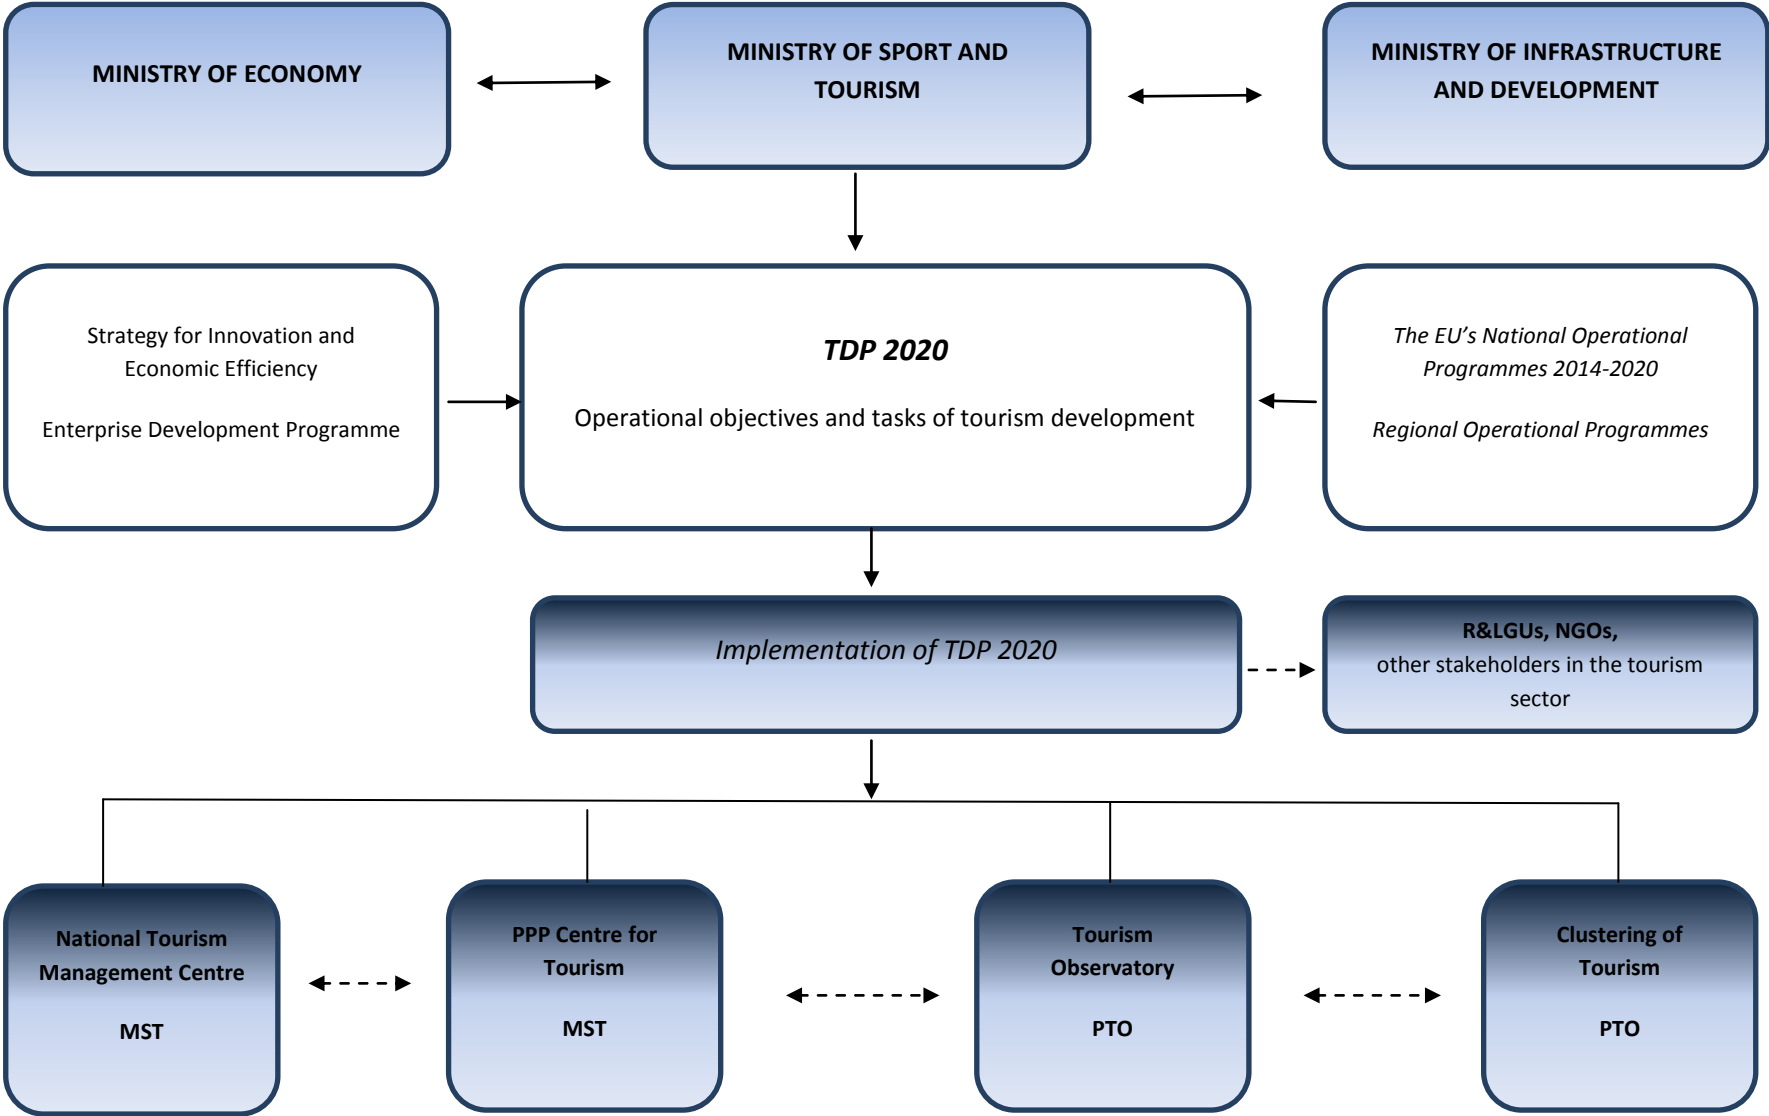 MINISTRY OF ECONOMY
MINISTRY OF SPORT AND
TOURISM
MINISTRY OF INFRASTRUCTURE
AND DEVELOPMENT
Strategy for Innovation and
Economic Efficiency
Enterprise Development Programme
TDP 2020
Operational objectives and tasks of tourism development
The EU’s National Operational
Programmes 2014-2020
Regional Operational Programmes
Implementation of TDP 2020
R&LGUs, NGOs,
other stakeholders in the tourism
sector
National Tourism
Management Centre
MST
PPP Centre for
Tourism
MST
Tourism
Observatory
PTO
Clustering of
Tourism
PTO